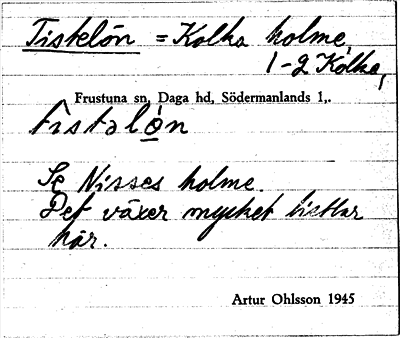 Tistelön = Kolka holme,
1-2 Kolka,
Frustuna sn, Daga hd, Södermanlands l,.
tistəlo̱n
Se Nisses holme.
Det växer mycket tistlar
här.
Artur Ohlsson 1945